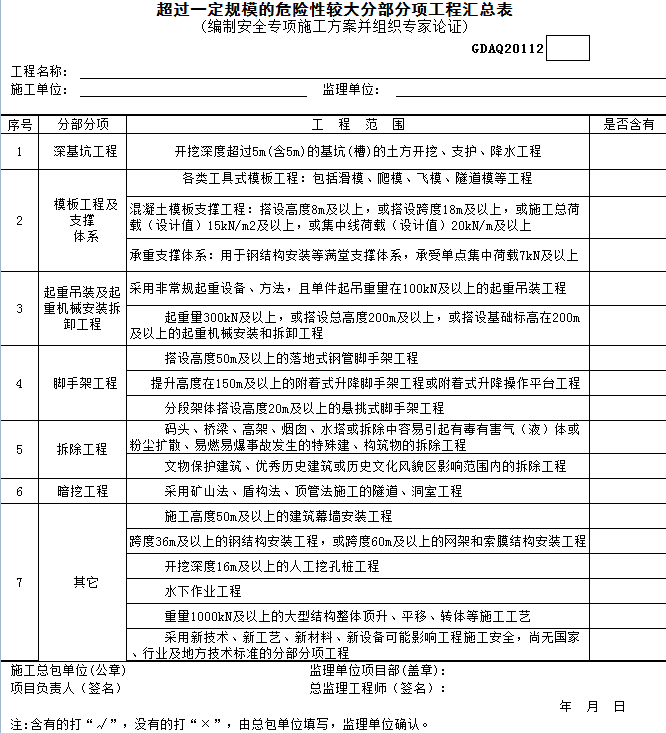 超过一定规模的危险性较大分部分项工程汇总表
(编制安全专项施工方案并组织专家论证)
GDAQ20112
工程名称:
施工单位: 监理单位:
序号 分部分项 工 程 范 围 是否含有
1 深基坑工程 开挖深度超过5m(含5m)的基坑(槽)的土方开挖、支护、降水工程
2 模板工程及
支撑
体系
各类工具式模板工程: 包括滑模、爬模、飞模、隧道模等工程
混凝土模板支撑工程: 搭设高度8m及以上, 或搭设跨度18m及以上, 或施工总荷
载 (设计值) 15kN/m2及以上, 或集中线荷载 (设计值) 20kN/m及以上
承重支撑体系: 用于钢结构安装等满堂支撑体系, 承受单点集中荷载7kN及以上
3 起重吊装及起
重机械安装拆
卸工程
采用非常规起重设备、方法, 且单件起吊重量在100kN及以上的起重吊装工程
起重量300kN及以上, 或搭设总高度200m及以上, 或搭设基础标高在200m
及以上的起重机械安装和拆卸工程
4 脚手架工程
搭设高度50m及以上的落地式钢管脚手架工程
提升高度在150m及以上的附着式升降脚手架工程或附着式升降操作平台工程
分段架体搭设高度20m及以上的悬挑式脚手架工程
5 拆除工程
码头、桥梁、高架、烟囱、水塔或拆除中容易引起有毒有害气 (液) 体或
粉尘扩散、易燃易爆事故发生的特殊建、构筑物的拆除工程
文物保护建筑、优秀历史建筑或历史文化风貌区影响范围内的拆除工程
6 暗挖工程 采用矿山法、盾构法、顶管法施工的隧道、洞室工程
7 其它
施工高度50m及以上的建筑幕墙安装工程
跨度36m及以上的钢结构安装工程, 或跨度60m及以上的网架和索膜结构安装工程
开挖深度16m及以上的人工挖孔桩工程
水下作业工程
重量1000kN及以上的大型结构整体顶升、平移、转体等施工工艺
采用新技术、新工艺、新材料、新设备可能影响工程施工安全, 尚无国家
、行业及地方技术标准的分部分项工程
施工总包单位(公章) 监理单位项目部(盖章):
项目负责人 (签名) 总监理工程师 (签名) :
年 月 日
注:含有的打“√”, 没有的打“×”, 由总包单位填写, 监理单位确认。